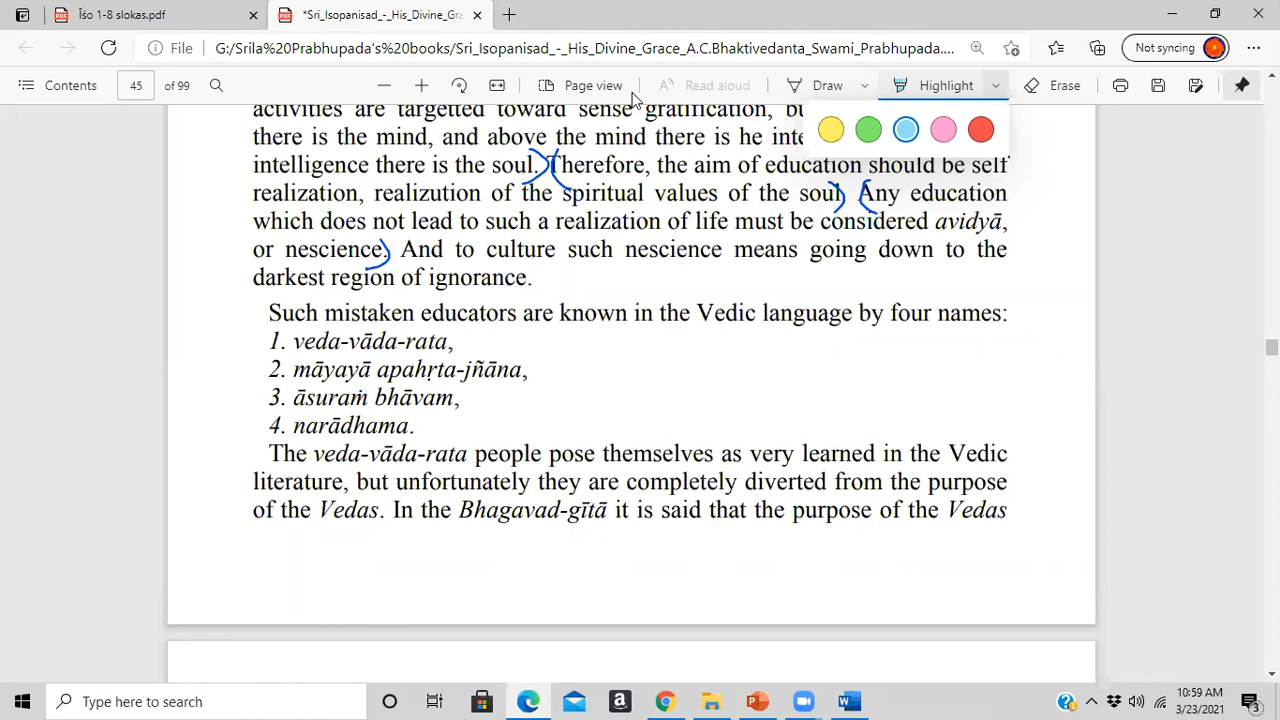 Īśo 1-8 slokas.pdf
*Sri_Isopanisad_-_His_Divine_Gra
File
G:/Srila%20Prabhupada's%20books/Sri_Isopanisad_-_His_Divine_Grace_A.C.Bhaktivedanta_Swami_Prabhupada....
Not syncing
Contents
45
of 99
Page view
Read aloud
Draw
Highlight
Erase
activities are targetted toward sense gratification, bu
there is the mind, and above the mind there is he inte
intelligence there is the soul. Therefore, the aim of education should be self
realization, realizution of the spiritual values of the soul. Any education
which does not lead to such a realization of life must be considered avidyā,
or nescience. And to culture such nescience means going down to the
darkest region of ignorance.
Such mistaken educators are known in the Vedic language by four names:
1. veda-vāda-rata,
2. māyayā apahṛta-jñāna,
3. āsuraṁ bhāvam,
4. narādhama.
The veda-vāda-rata people pose themselves as very learned in the Vedic
literature, but unfortunately they are completely diverted from the purpose
of the Vedas. In the Bhagavad-gītā it is said that the purpose of the Vedas
Type here to search
10:59 AM
3/23/2021
3